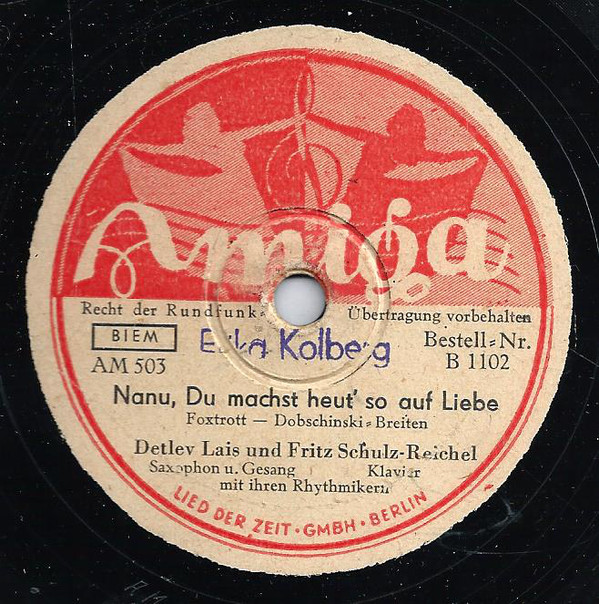 Amiga
Recht der Rundfunk= Übertragung vorbehalten
BIEM Erika Kolberg Bestell=Nr.
AM 503 B 1102
Nanu, Du machst heut' so auf Liebe
Foxtrott — Dobschinski=Breiten
Detlev Lais und Fritz Schulz-Reichel
Saxophon u. Gesang Klavier
mit ihren Rhythmikern
LIED DER ZEIT · GMBH · BERLIN